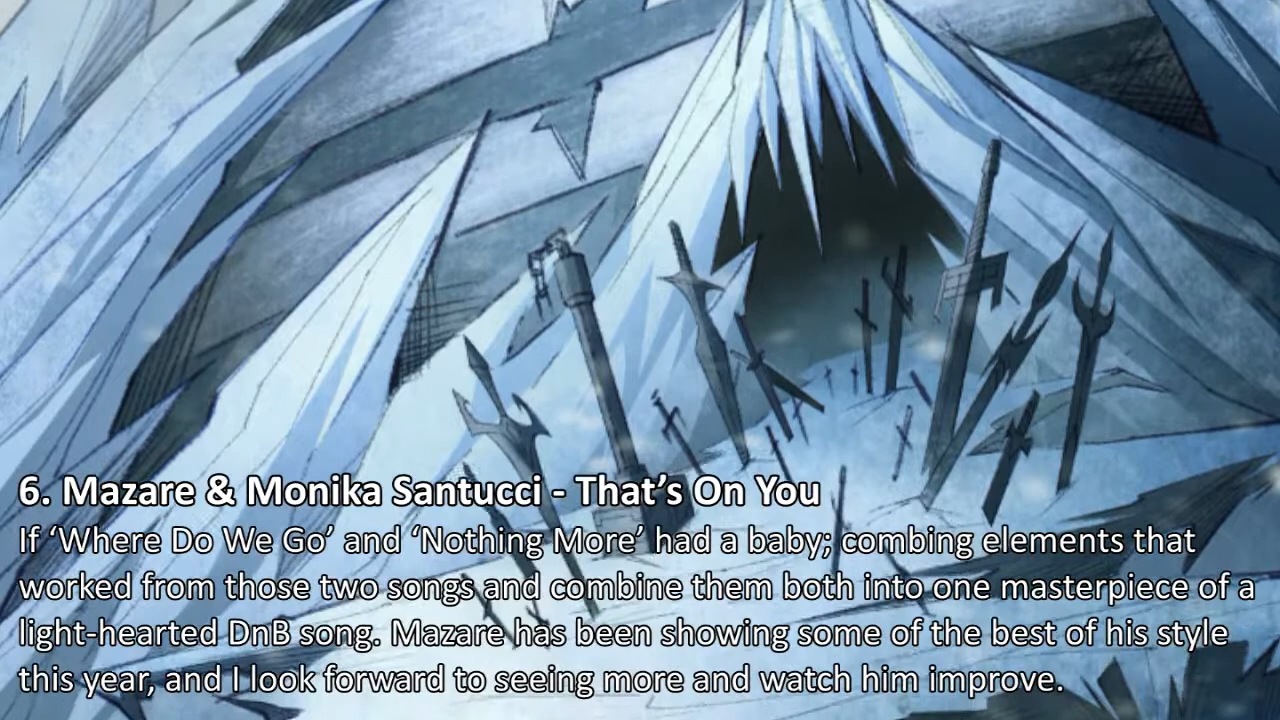 6. Mazare & Monika Santucci - That’s On You
If ‘Where Do We Go’ and ‘Nothing More’ had a baby; combing elements that
worked from those two songs and combine them both into one masterpiece of a
light-hearted DnB song. Mazare has been showing some of the best of his style
this year, and I look forward to seeing more and watch him improve.